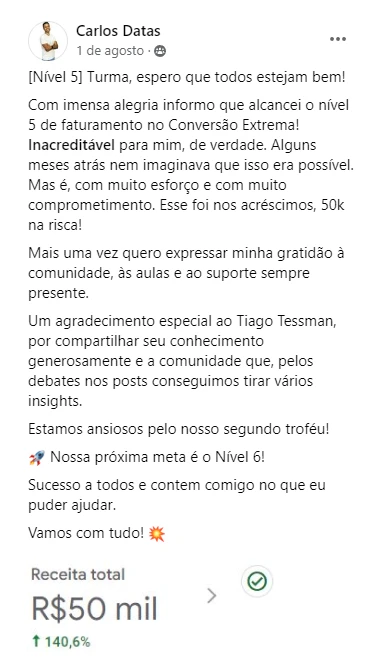 Carlos Datas
1 de agosto ·
[Nível 5] Turma, espero que todos estejam bem!
Com imensa alegria informo que alcancei o nível
5 de faturamento no Conversão Extrema!
Inacreditável para mim, de verdade. Alguns
meses atrás nem imaginava que isso era possível.
Mas é, com muito esforço e com muito
comprometimento. Esse foi nos acréscimos, 50k
na risca!
Mais uma vez quero expressar minha gratidão à
comunidade, às aulas e ao suporte sempre
presente.
Um agradecimento especial ao Tiago Tessman,
por compartilhar seu conhecimento
generosamente e a comunidade que, pelos
debates nos posts conseguimos tirar vários
insights.
Estamos ansiosos pelo nosso segundo troféu!
🚀 Nossa próxima meta é o Nível 6!
Sucesso a todos e contem comigo no que eu
puder ajudar.
Vamos com tudo! 💥
Receita total
R$50 mil
↑ 140,6%